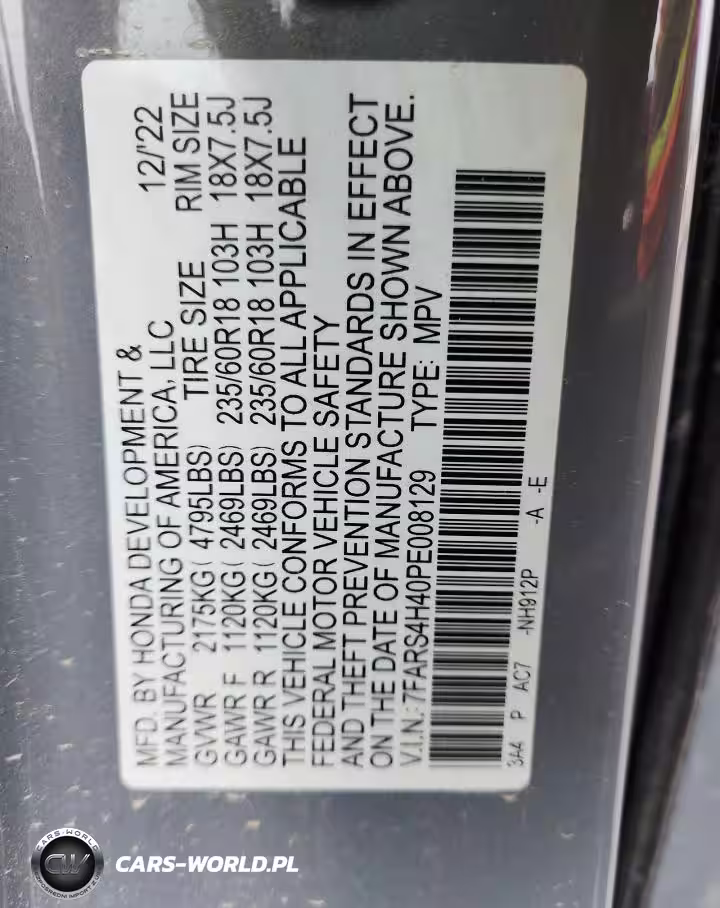 MFD. BY HONDA DEVELOPMENT & 12/'22
MANUFACTURING OF AMERICA, LLC
GVWR 2175KG( 4795LBS) TIRE SIZE RIM SIZE
GAWR F 1120KG( 2469LBS) 235/60R18 103H 18X7.5J
GAWR R 1120KG( 2469LBS) 235/60R18 103H 18X7.5J
THIS VEHICLE CONFORMS TO ALL APPLICABLE
FEDERAL MOTOR VEHICLE SAFETY
AND THEFT PREVENTION STANDARDS IN EFFECT
ON THE DATE OF MANUFACTURE SHOWN ABOVE.
V.I.N.: 7FARS4H40PE008129 TYPE: MPV
3A4 P AC7 -NH912P -A -E
CARS-WORLD
CW
CARS-WORLD.PL